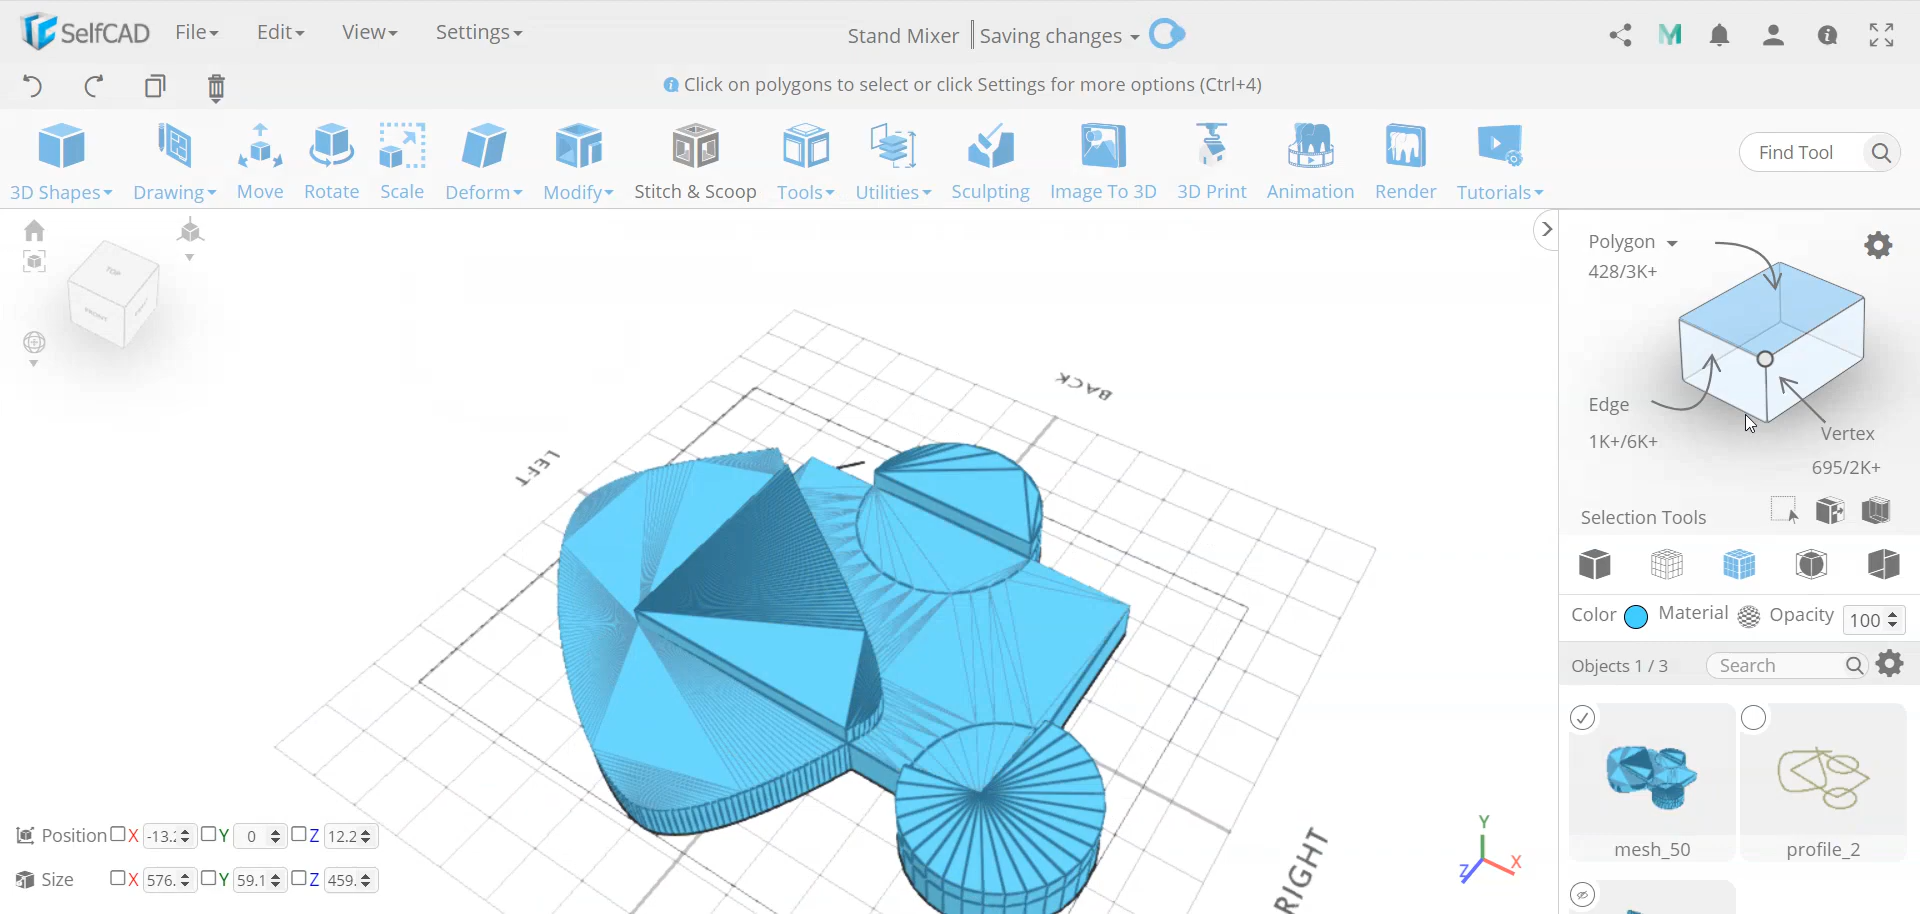 SelfCAD File Edit View Settings Stand Mixer Saving changes
Click on polygons to select or click Settings for more options (Ctrl+4)
3D Shapes Drawing Move Rotate Scale Deform Modify Stitch & Scoop Tools Utilities Sculpting Image To 3D 3D Print Animation Render Tutorials Find Tool
TOP
FRONT
BACK
LEFT
RIGHT
Polygon
428/3K+
Edge
1K+/6K+
Vertex
695/2K+
Selection Tools
Color Material Opacity 100
Objects 1 / 3 Search
mesh_50 profile_2
Position X -13. Y 0 Z 12.2
Size X 576. Y 59.1 Z 459.
Y
X
Z